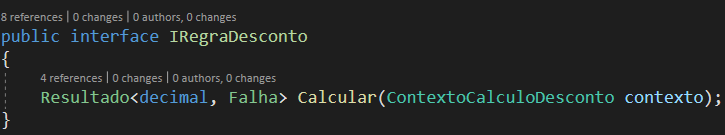 8 references | 0 changes | 0 authors, 0 changes
public interface IRegraDesconto
{
4 references | 0 changes | 0 authors, 0 changes
Resultado<decimal, Falha> Calcular(ContextoCalculoDesconto contexto);
}